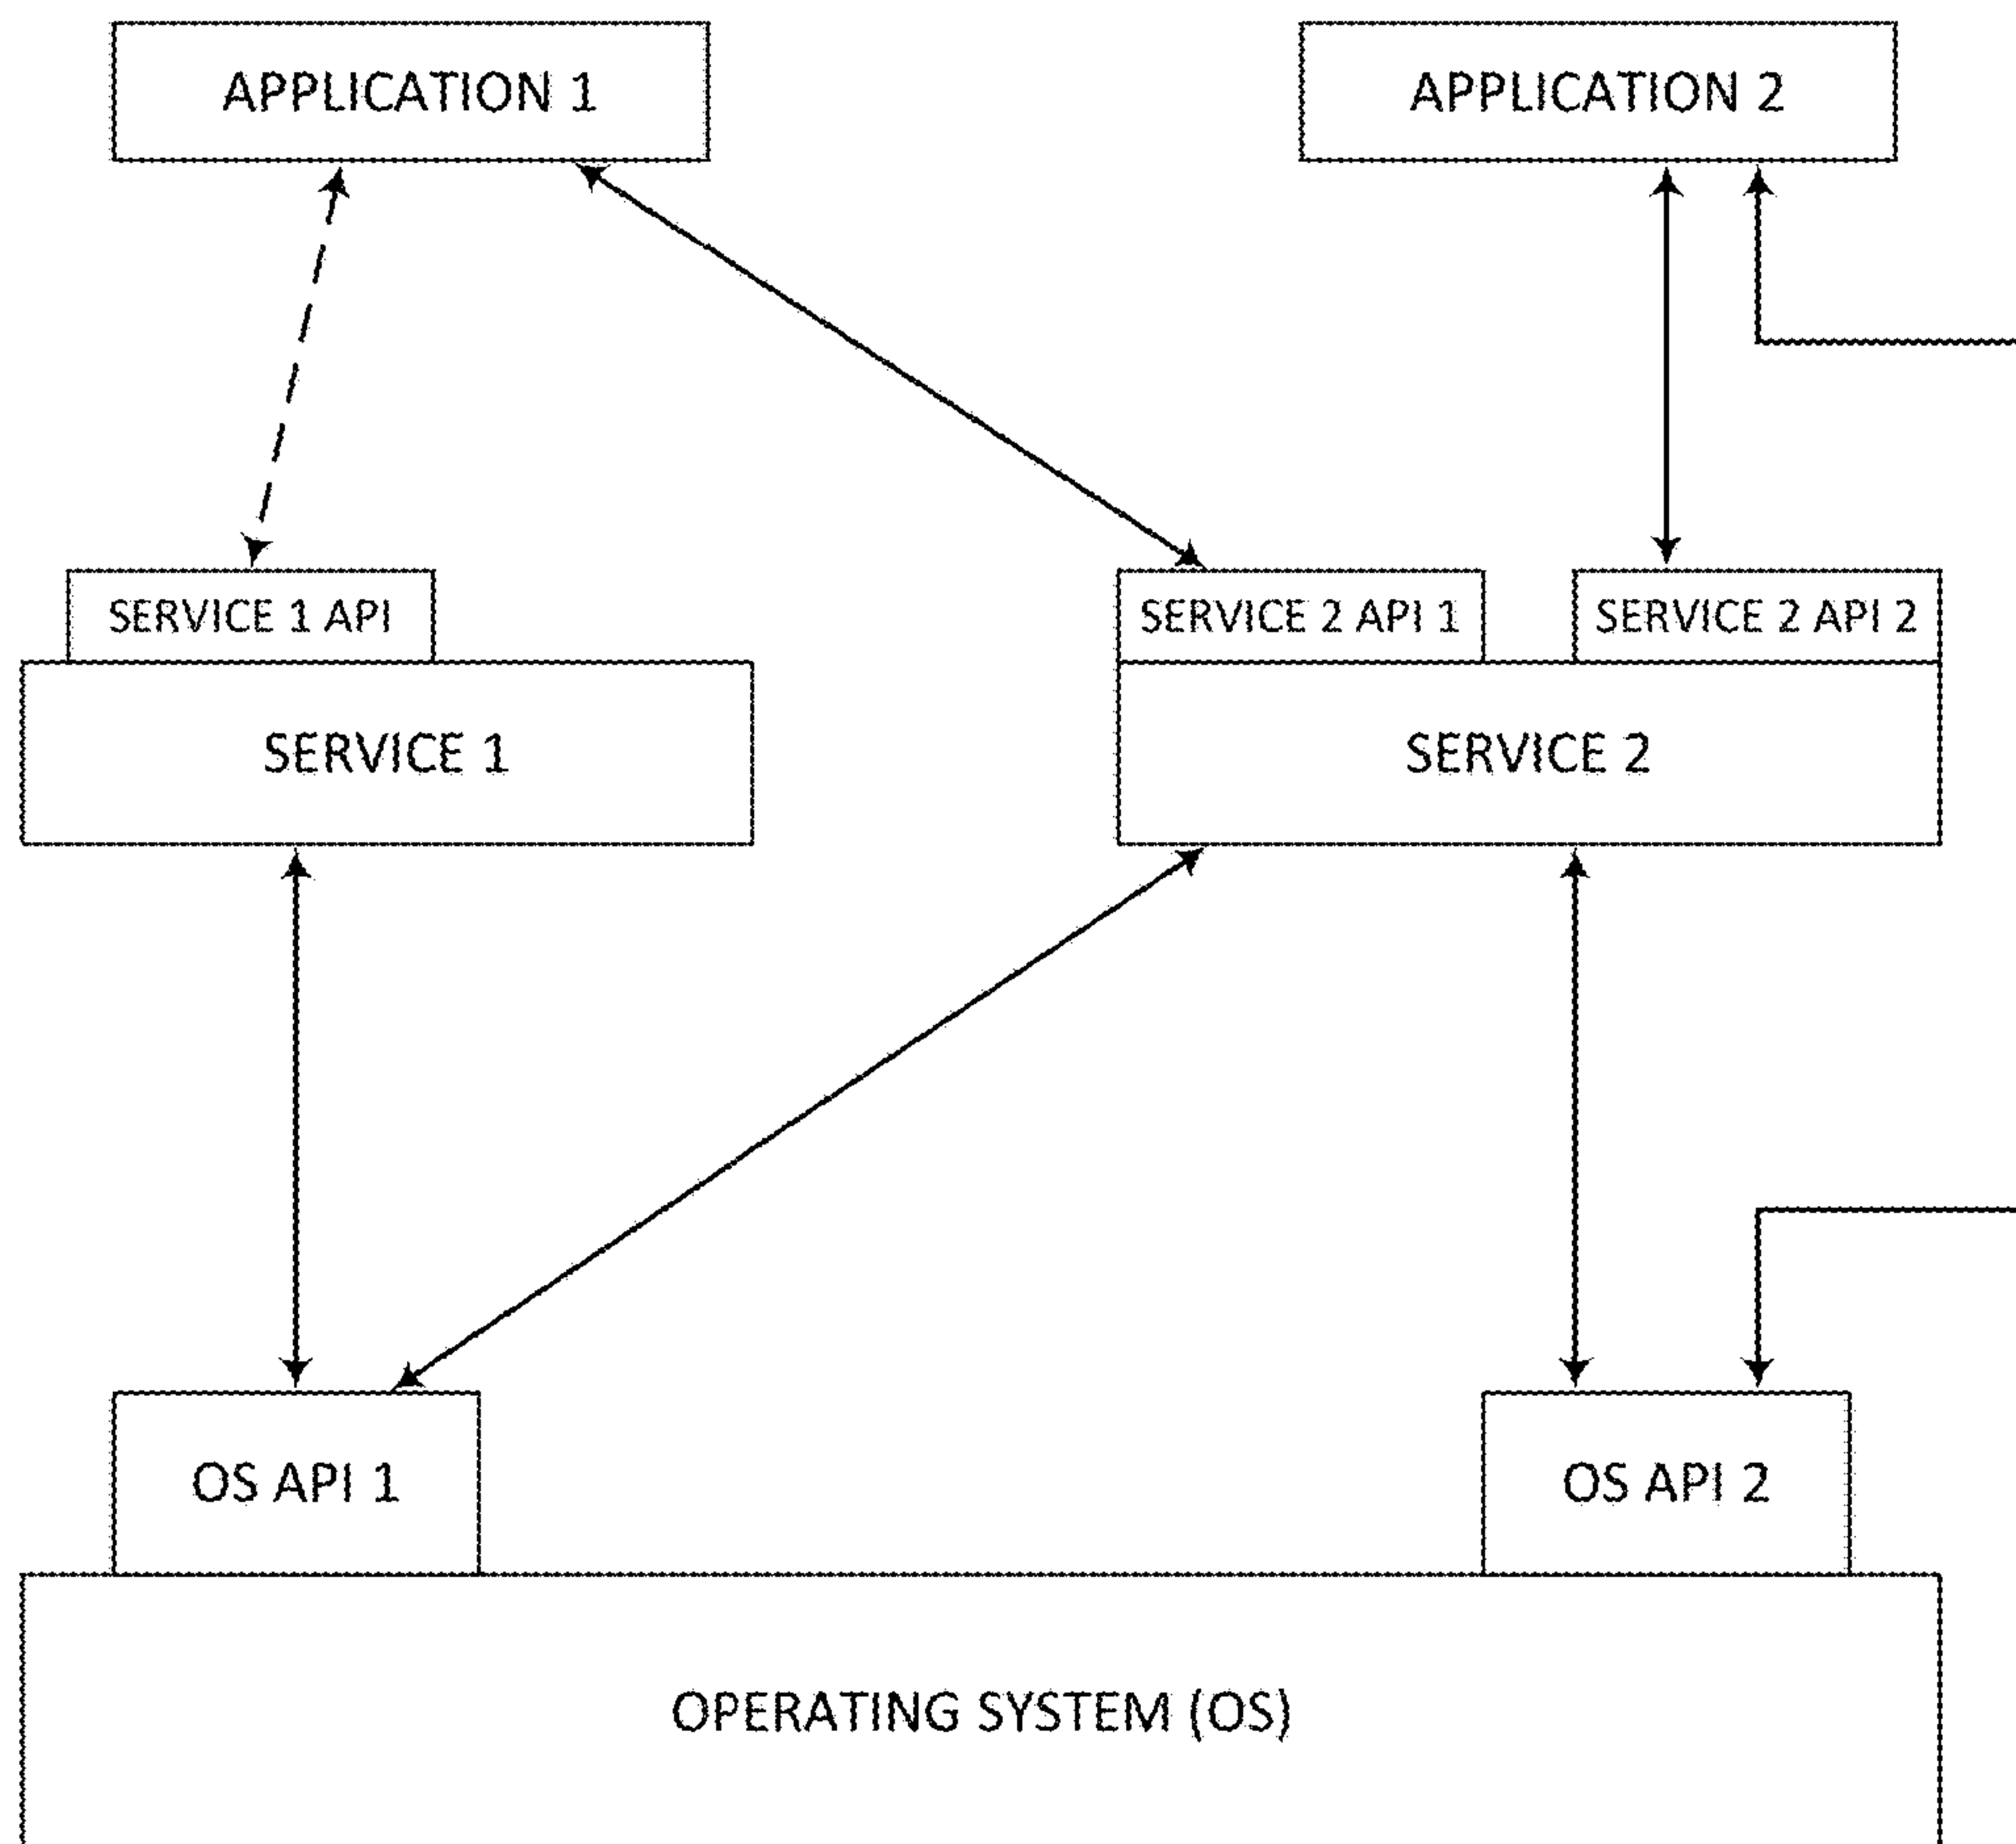 APPLICATION 1
APPLICATION 2
SERVICE 1 API
SERVICE 2 API 1
SERVICE 2 API 2
SERVICE 1
SERVICE 2
OS API 1
OS API 2
OPERATING SYSTEM (OS)